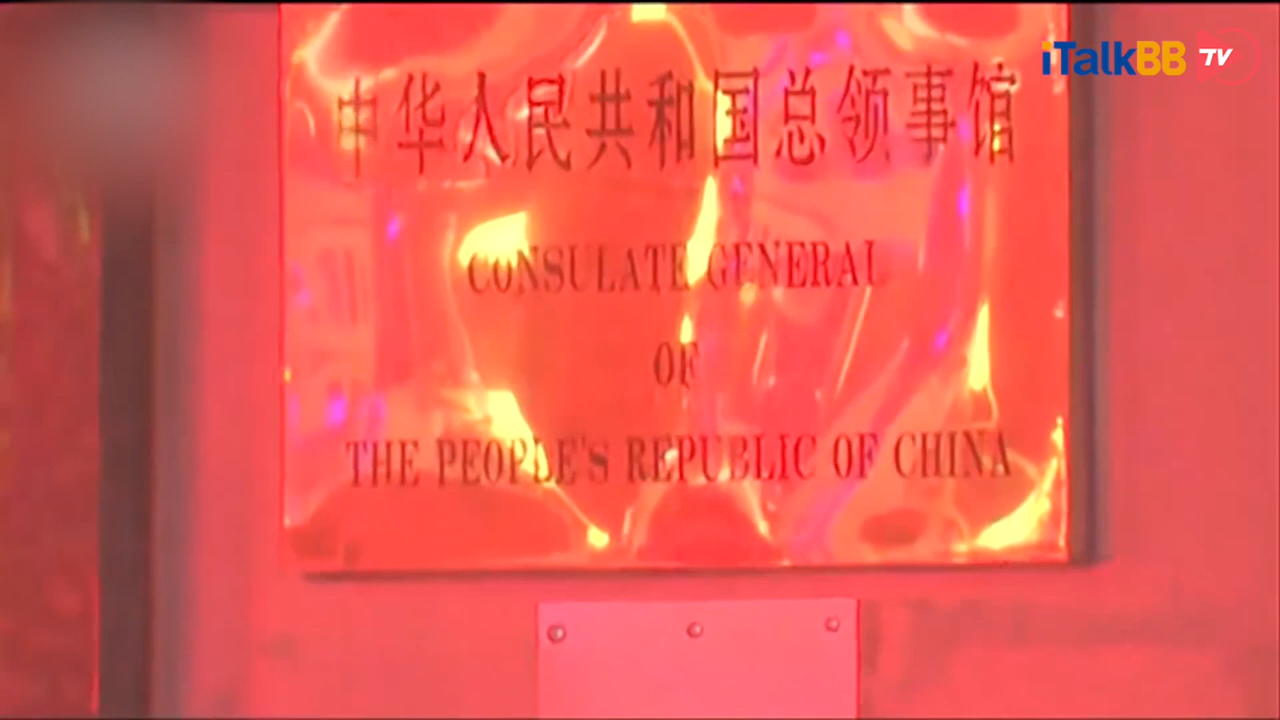 iTalkBB TV
中华人民共和国总领事馆
CONSULATE GENERAL
OF
THE PEOPLE'S REPUBLIC OF CHINA